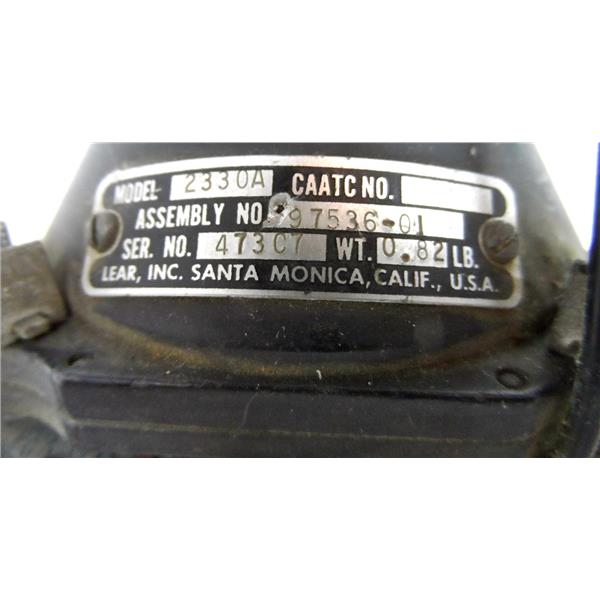 MODEL 2330A CAATC NO.
ASSEMBLY NO 97536-01
SER. NO. 473C7 WT. 0.82 LB.
LEAR, INC. SANTA MONICA, CALIF., U.S.A.